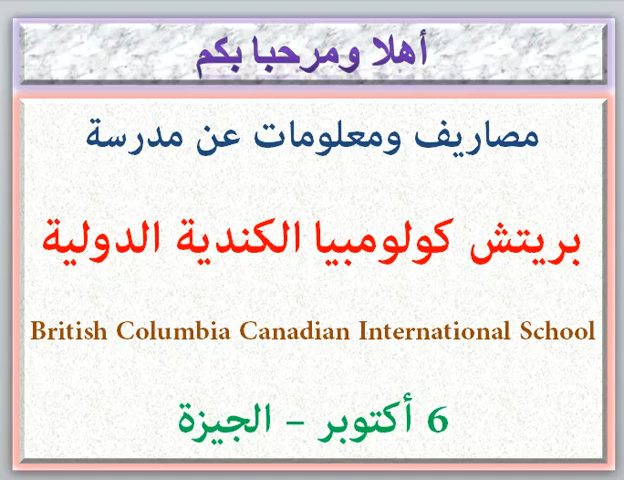 أهلا ومرحبا بكم
مصاريف ومعلومات عن مدرسة
بريتش كولومبيا الكندية الدولية
British Columbia Canadian International School
6 أكتوبر – الجيزة